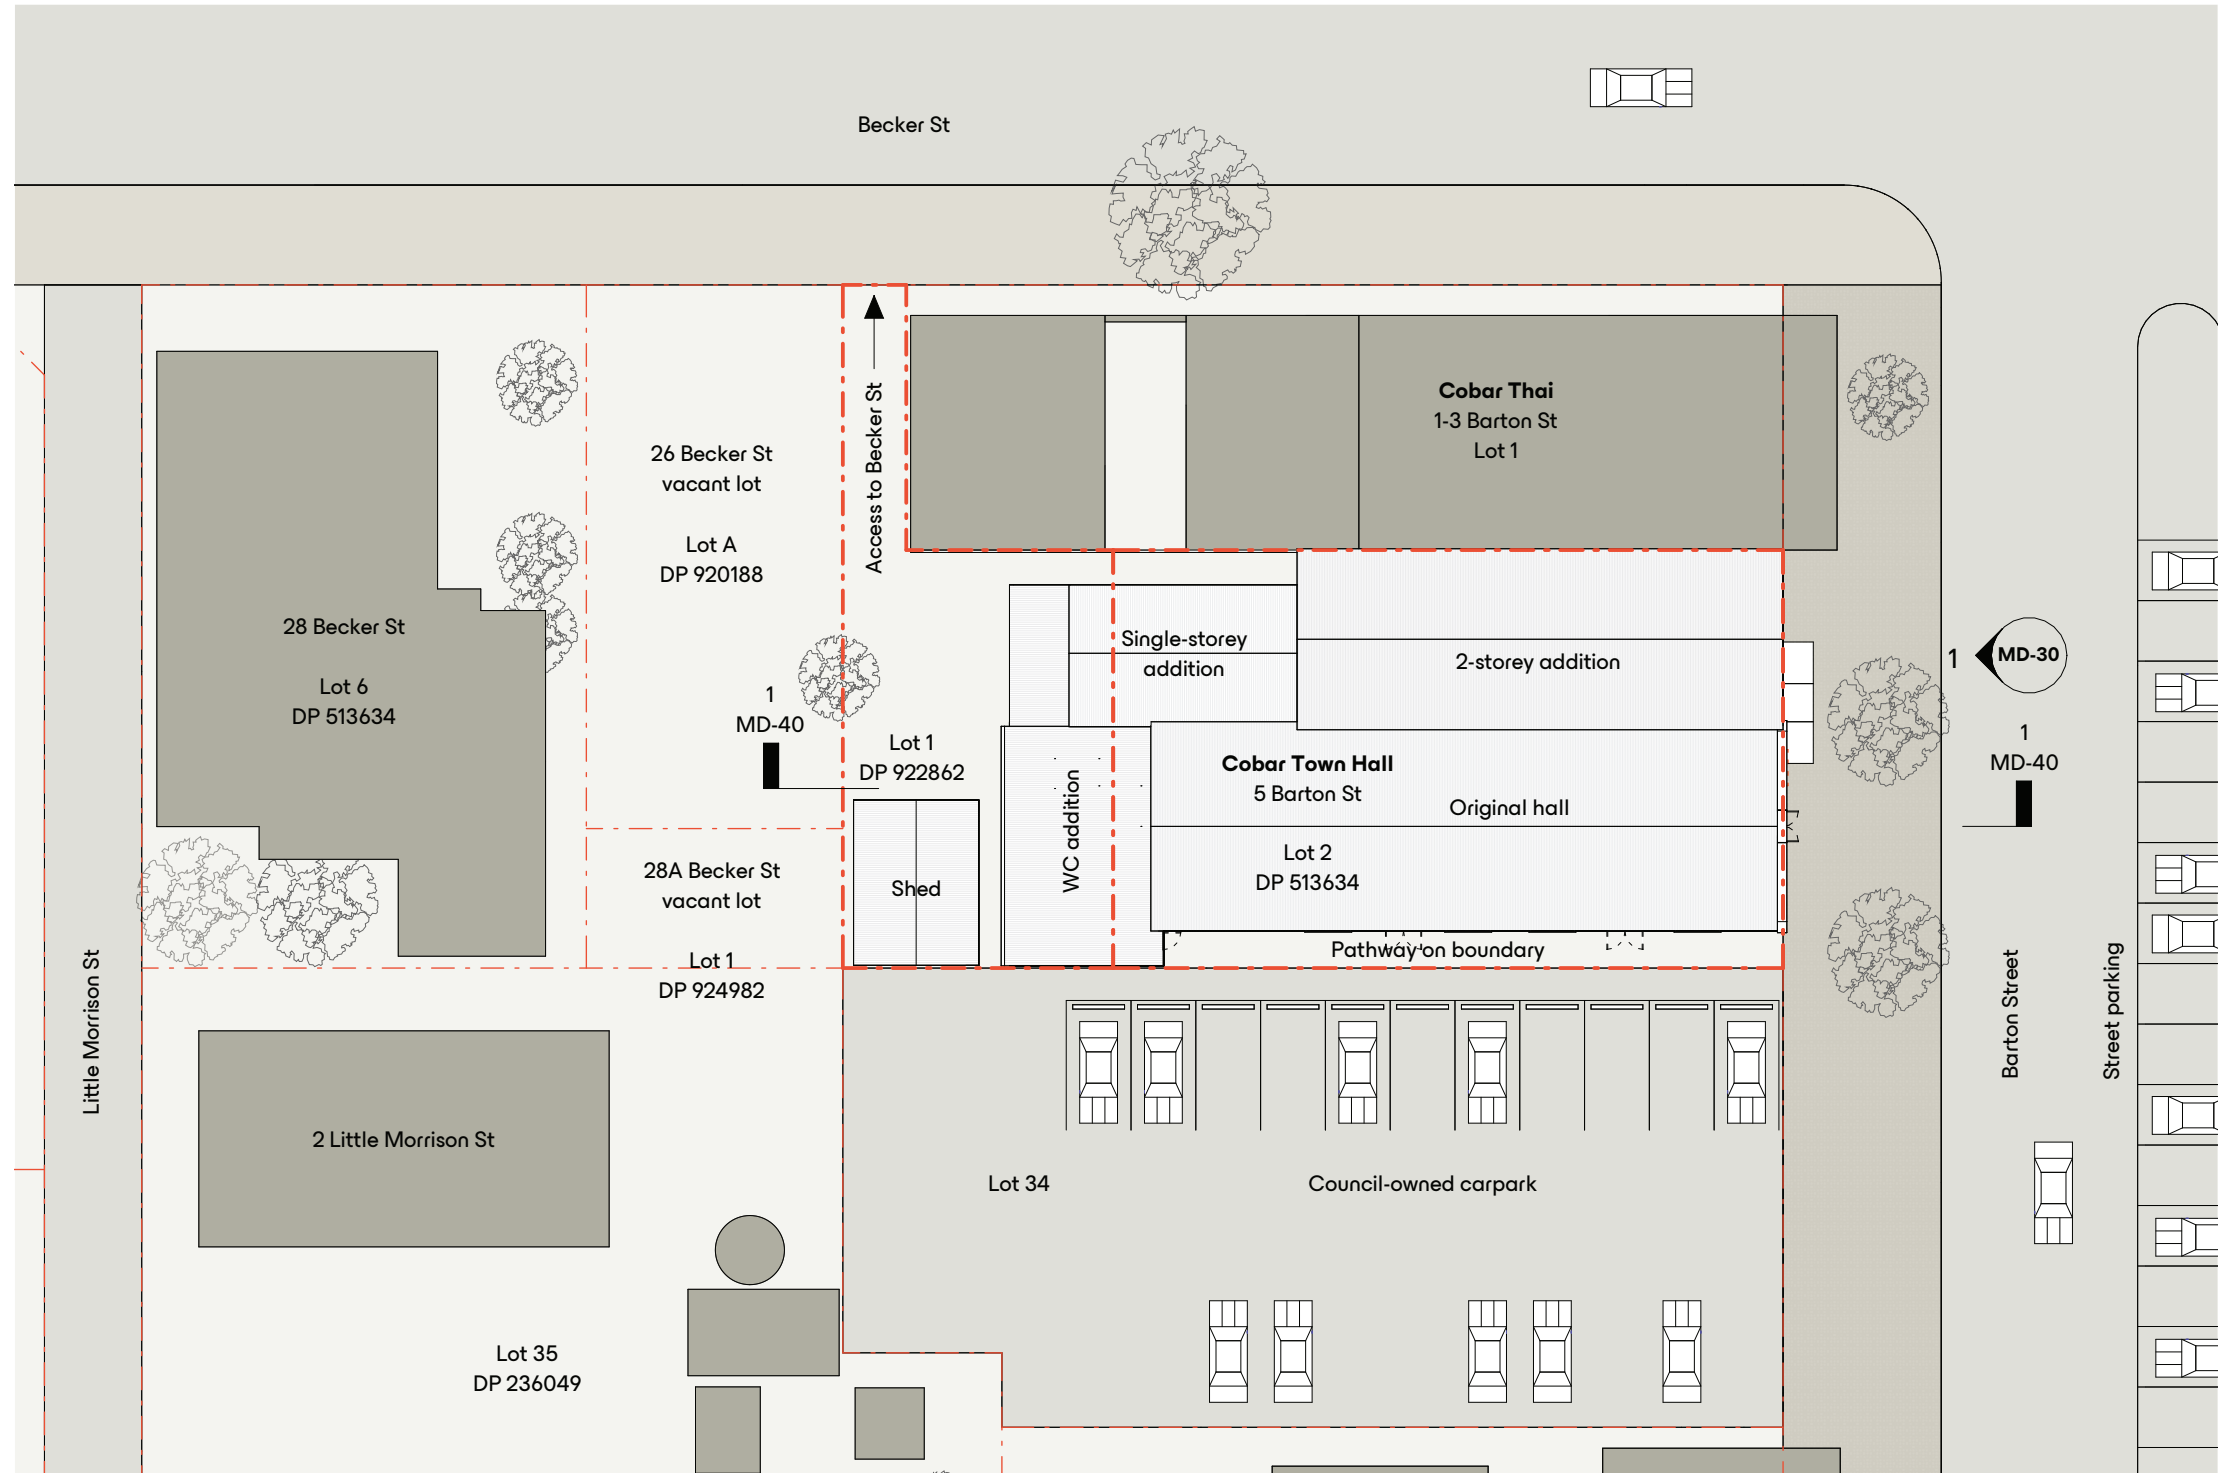 Becker St
Access to Becker St
Cobar Thai
1-3 Barton St
Lot 1
26 Becker St
vacant lot
Lot A
DP 920188
28 Becker St
Lot 6
DP 513634
Single-storey
addition
2-storey addition
1
MD-30
1
MD-40
1
MD-40
Lot 1
DP 922862
Cobar Town Hall
5 Barton St
Original hall
WC addition
Lot 2
DP 513634
28A Becker St
vacant lot
Shed
Pathway on boundary
Lot 1
DP 924982
Little Morrison St
Barton Street
Street parking
2 Little Morrison St
Lot 34
Council-owned carpark
Lot 35
DP 236049